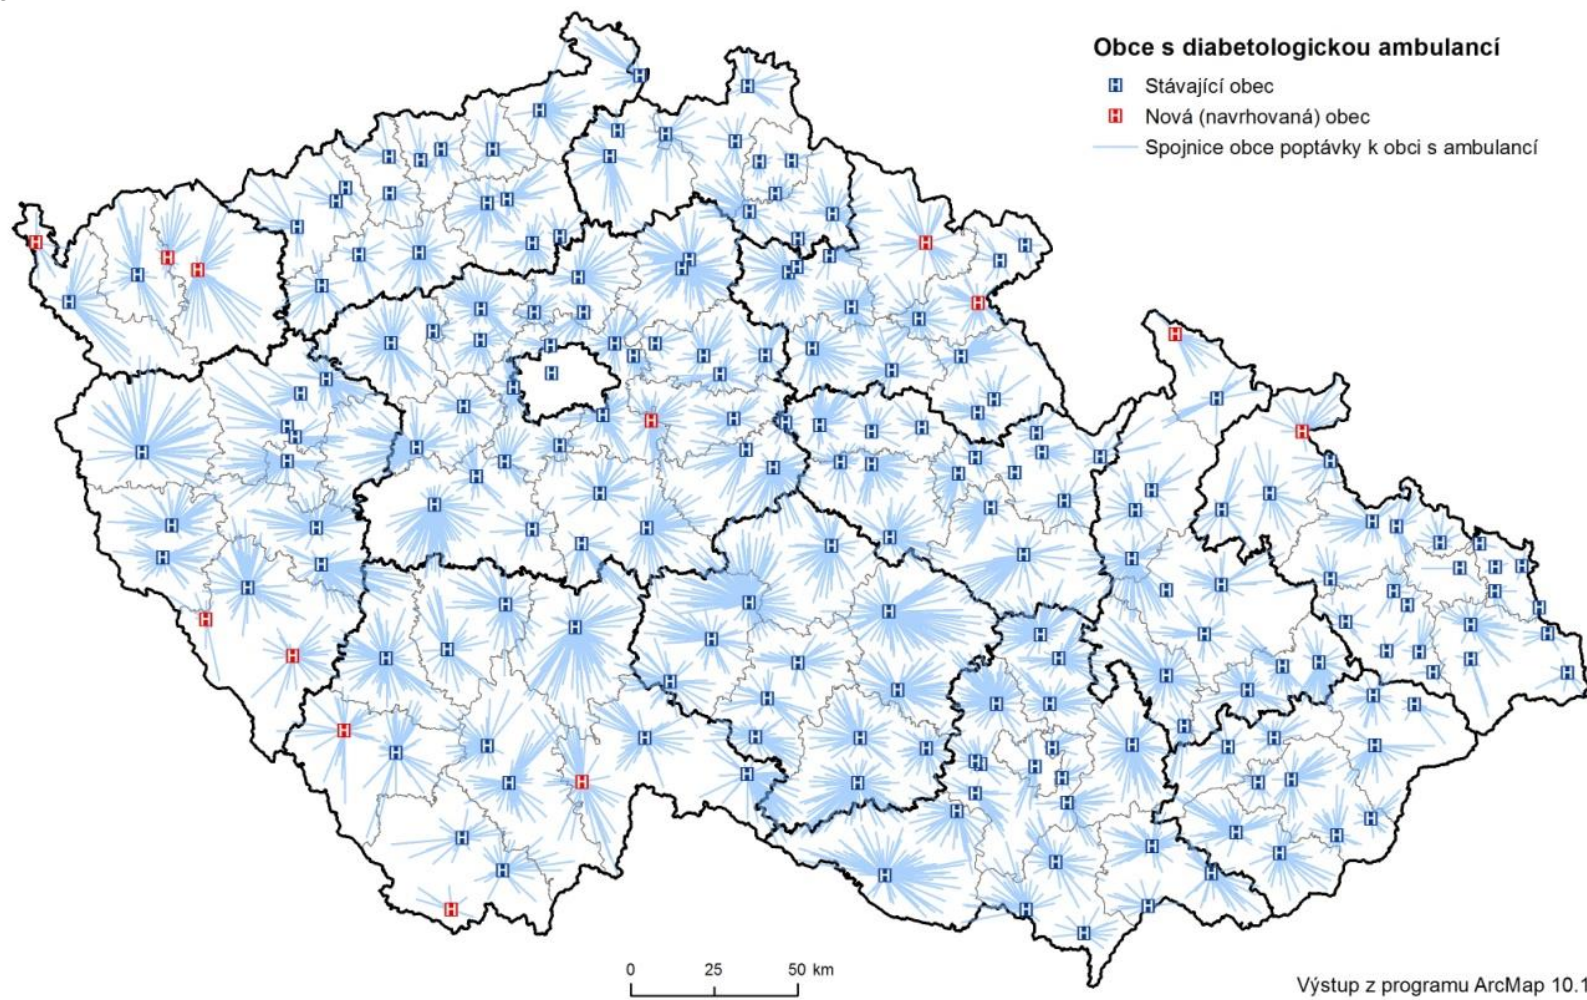 Obce s diabetologickou ambulancí
H Stávající obec
H Nová (navrhovaná) obec
Spojnice obce poptávky k obci s ambulancí
0 25 50 km
Výstup z programu ArcMap 10.1